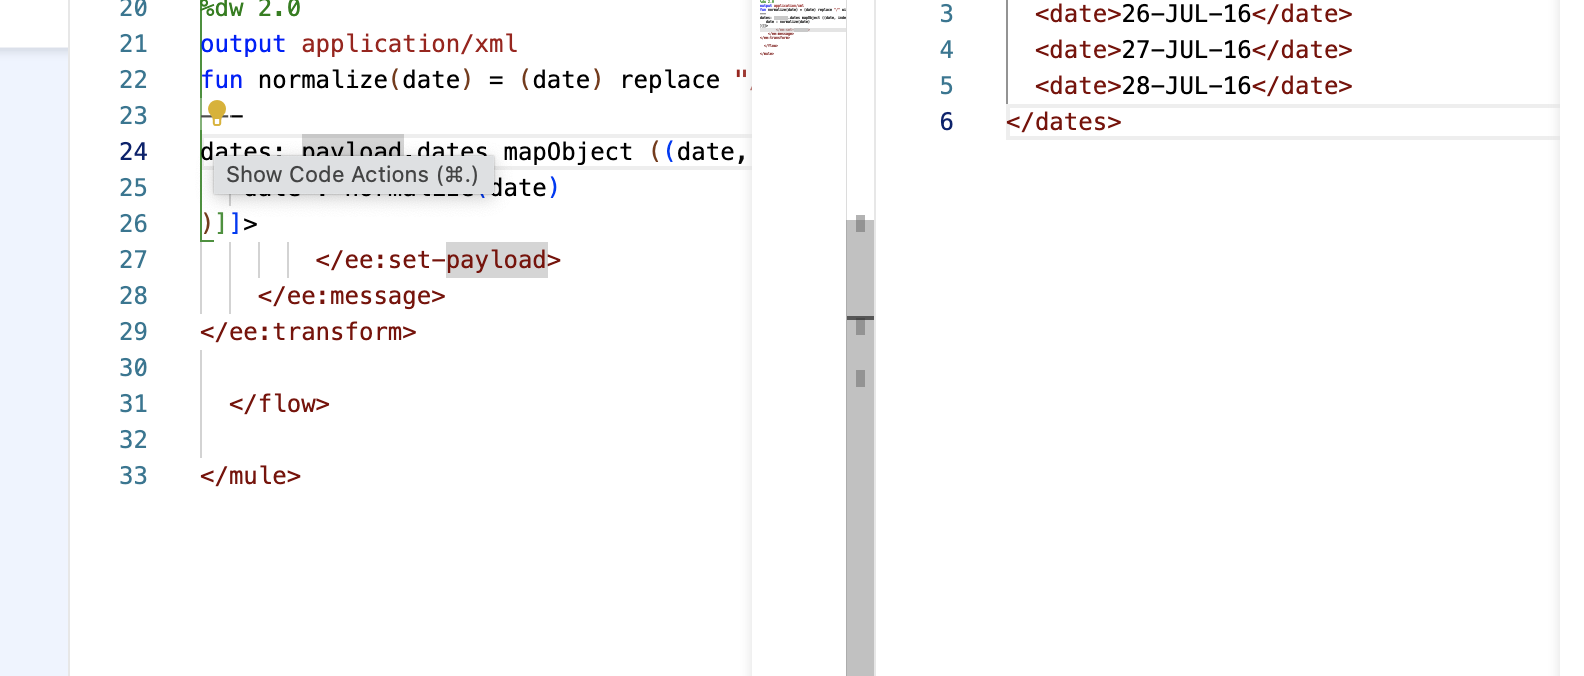 20 %dw 2.0
21 output application/xml
22 fun normalize(date) = (date) replace "/
23 ---
24 dates: payload.dates mapObject ((date,
Show Code Actions (⌘.)
25 date : normalize(date)
26 )]]>
27 </ee:set-payload>
28 </ee:message>
29 </ee:transform>
30
31 </flow>
32
33 </mule>
3 <date>26-JUL-16</date>
4 <date>27-JUL-16</date>
5 <date>28-JUL-16</date>
6 </dates>